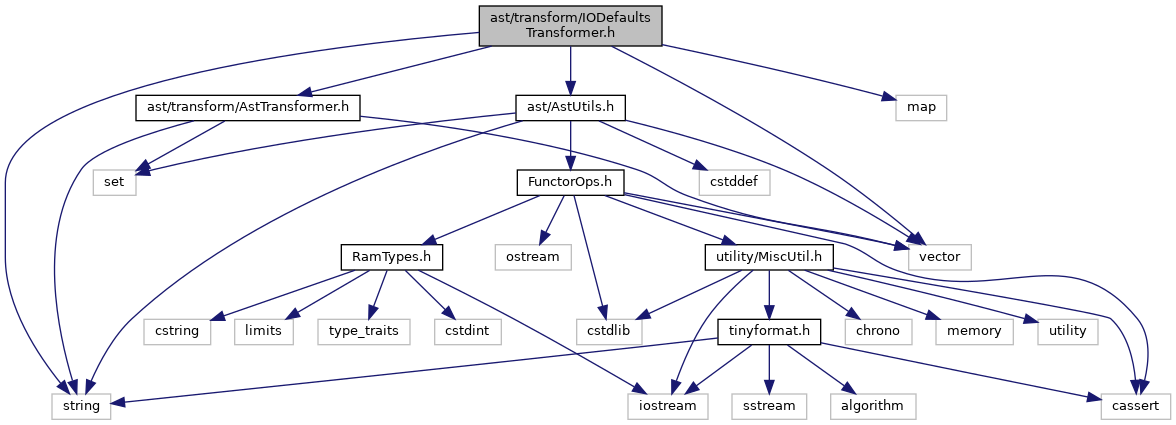 ast/transform/IODefaults
Transformer.h
ast/transform/AstTransformer.h
ast/AstUtils.h
map
set
FunctorOps.h
cstddef
RamTypes.h
ostream
utility/MiscUtil.h
vector
cstring
limits
type_traits
cstdint
cstdlib
tinyformat.h
chrono
memory
utility
string
iostream
sstream
algorithm
cassert